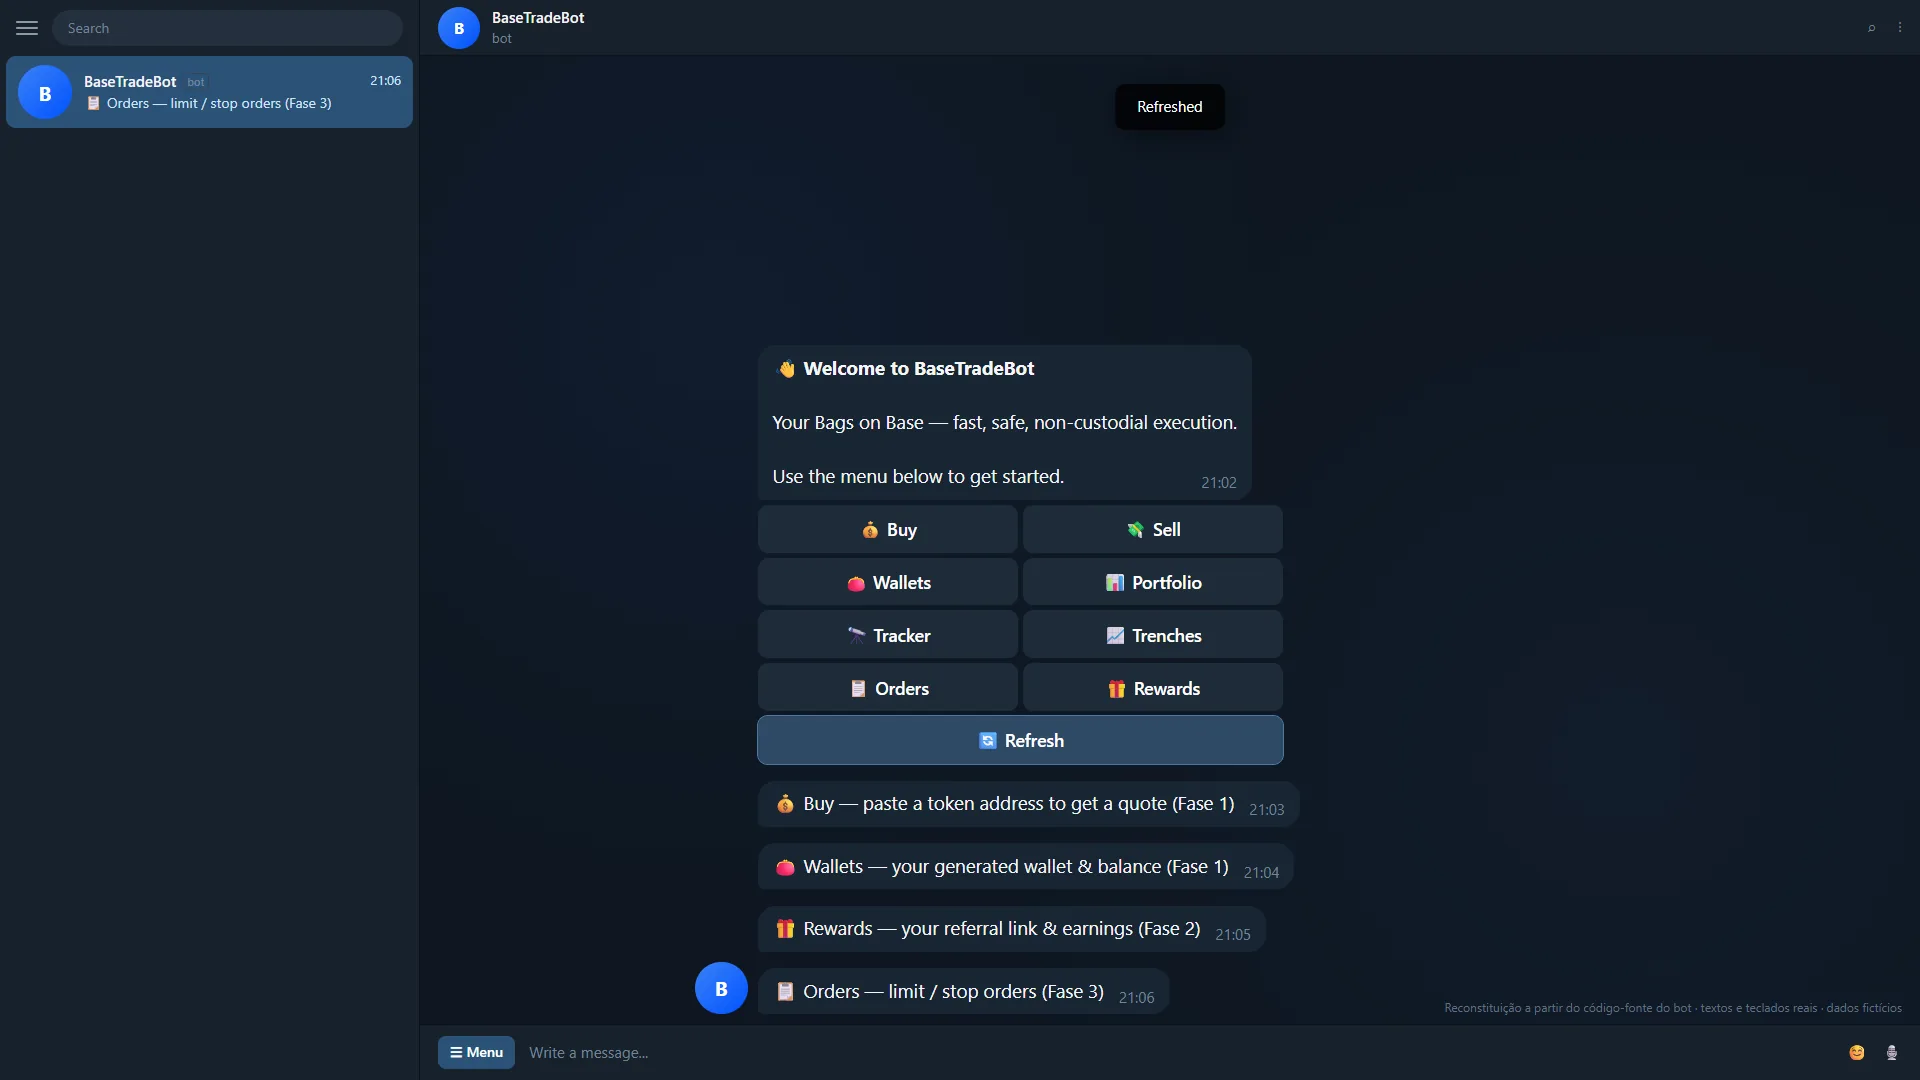 Search
B
BaseTradeBot
bot
B
BaseTradeBot bot 21:06
📋 Orders — limit / stop orders (Fase 3)
Refreshed
👋 Welcome to BaseTradeBot
Your Bags on Base — fast, safe, non-custodial execution.
Use the menu below to get started. 21:02
💰 Buy
💸 Sell
👛 Wallets
📊 Portfolio
🔭 Tracker
📈 Trenches
📋 Orders
🎁 Rewards
🔄 Refresh
💰 Buy — paste a token address to get a quote (Fase 1) 21:03
👛 Wallets — your generated wallet & balance (Fase 1) 21:04
🎁 Rewards — your referral link & earnings (Fase 2) 21:05
B
📋 Orders — limit / stop orders (Fase 3) 21:06
Reconstituição a partir do código-fonte do bot · textos e teclados reais · dados fictícios
☰ Menu
Write a message...